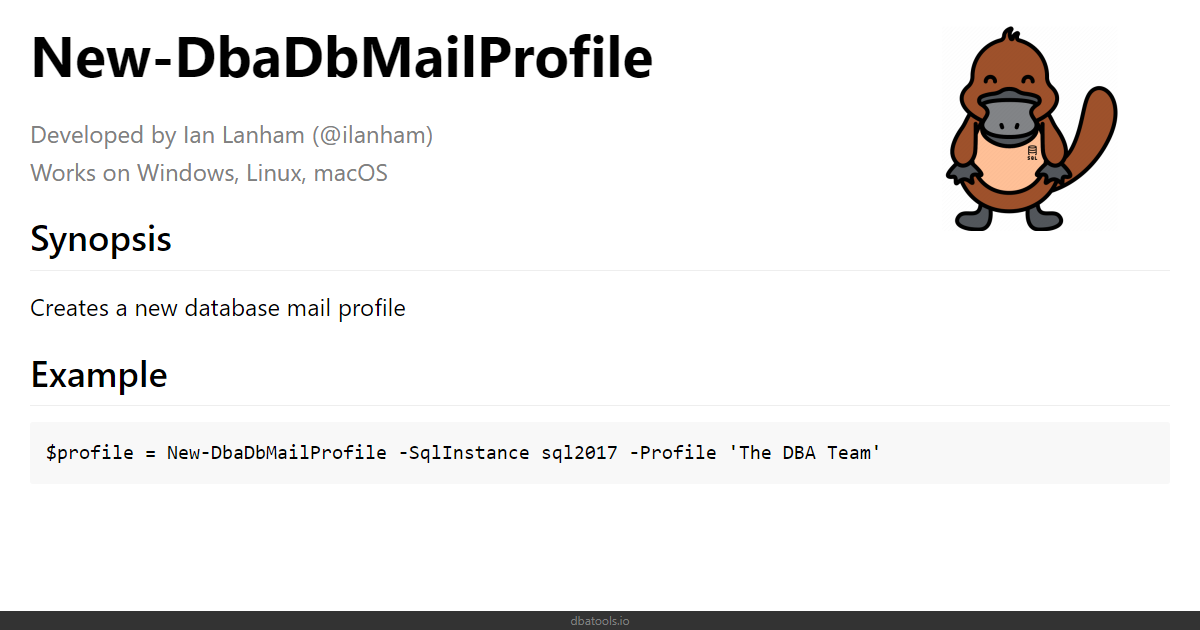 New-DbaDbMailProfile
Developed by Ian Lanham (@ilanham)
Works on Windows, Linux, macOS
SQL
Synopsis
Creates a new database mail profile
Example
$profile = New-DbaDbMailProfile -SqlInstance sql2017 -Profile 'The DBA Team'
dbatools.io